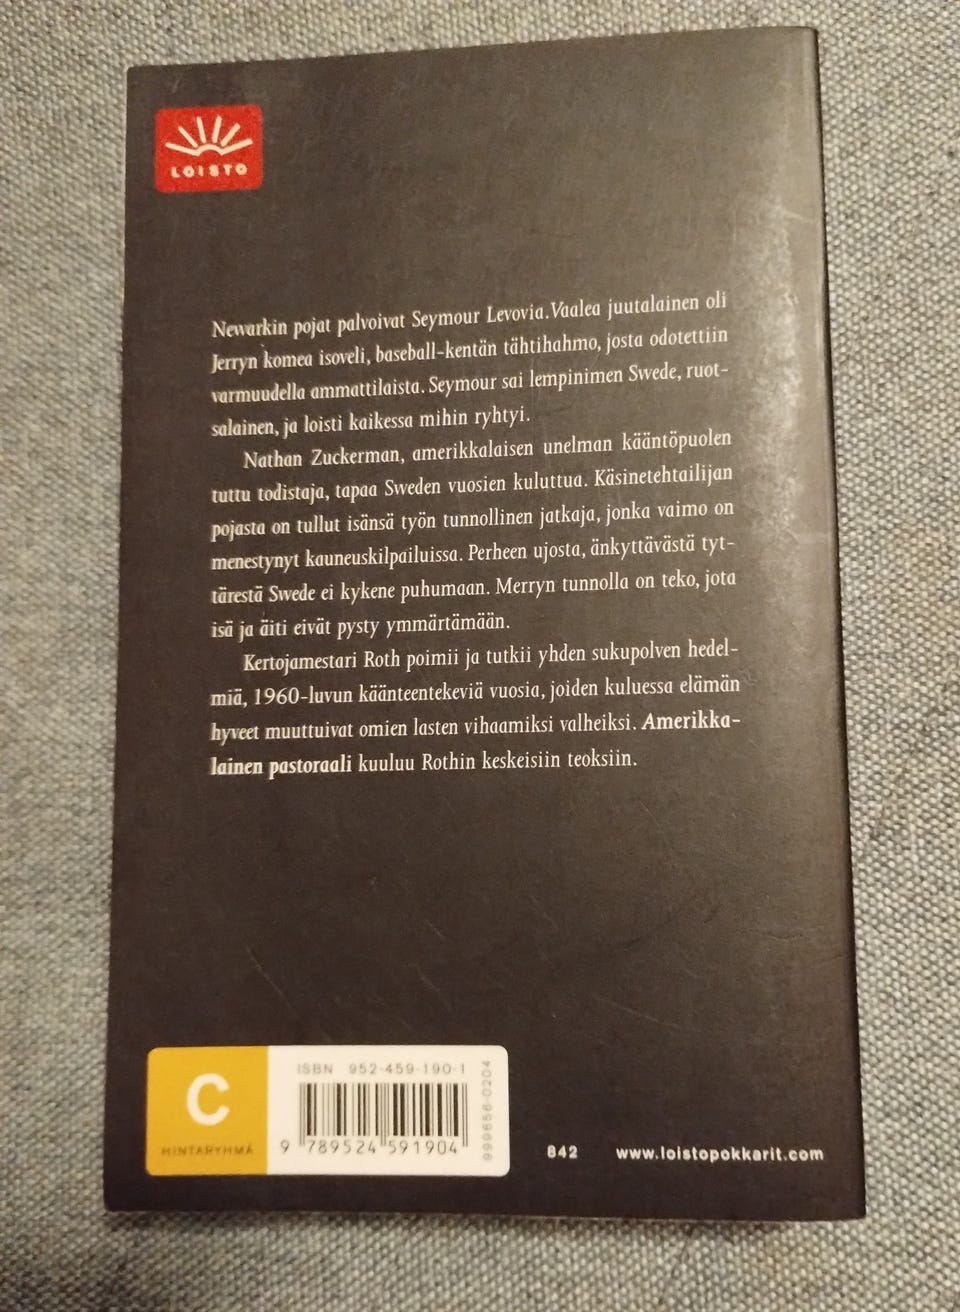 LOISTO
Newarkin pojat palvoivat Seymour Levovia. Vaalea juutalainen oli
Jerryn komea isoveli, baseball-kentän tähtihahmo, josta odotettiin
varmuudella ammattilaista. Seymour sai lempinimen Swede, ruot-
salainen, ja loisti kaikessa mihin ryhtyi.
Nathan Zuckerman, amerikkalaisen unelman kääntöpuolen
tuttu todistaja, tapaa Sweden vuosien kuluttua. Käsinetehtailijan
pojasta on tullut isänsä työn tunnollinen jatkaja, jonka vaimo on
menestynyt kauneuskilpailuissa. Perheen ujosta, änkyttävästä tyt-
tärestä Swede ei kykene puhumaan. Merryn tunnolla on teko, jota
isä ja äiti eivät pysty ymmärtämään.
Kertojamestari Roth poimii ja tutkii yhden sukupolven hedel-
miä, 1960-luvun käänteentekeviä vuosia, joiden kuluessa elämän
hyveet muuttuivat omien lasten vihaamiksi valheiksi. Amerikka-
lainen pastoraali kuuluu Rothin keskeisiin teoksiin.
C
HINTARYHMÄ
ISBN 952-459-190-1
9 789524 591904
999656-0204
842 www.loistopokkarit.com